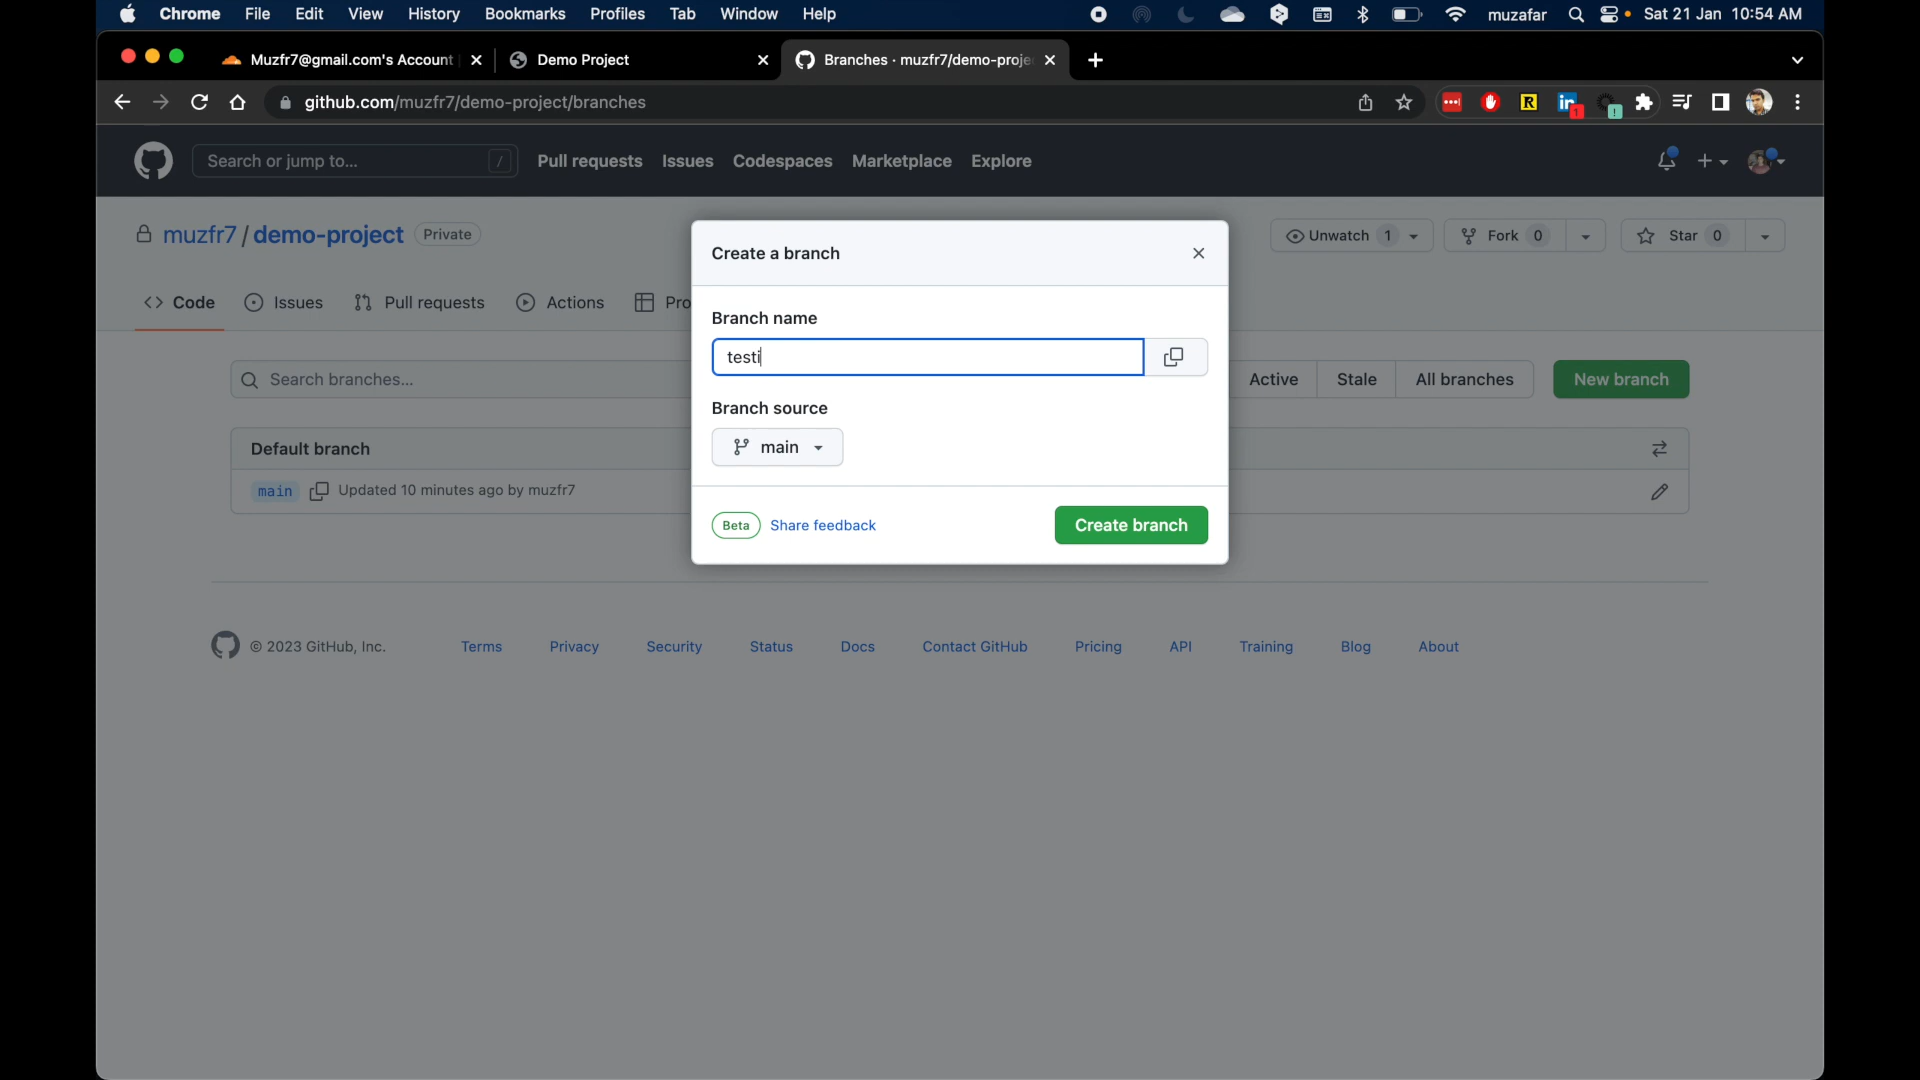 Chrome File Edit View History Bookmarks Profiles Tab Window Help muzafar Sat 21 Jan 10:54 AM
Muzfr7@gmail.com's Account Demo Project Branches · muzfr7/demo-proje
github.com/muzfr7/demo-project/branches
Search or jump to... / Pull requests Issues Codespaces Marketplace Explore
muzfr7 / demo-project Private Unwatch 1 Fork 0 Star 0
Create a branch
Code Issues Pull requests Actions Pro
Branch name
testi
Search branches... Active Stale All branches New branch
Branch source
main
Default branch
main Updated 10 minutes ago by muzfr7
Beta Share feedback Create branch
© 2023 GitHub, Inc. Terms Privacy Security Status Docs Contact GitHub Pricing API Training Blog About